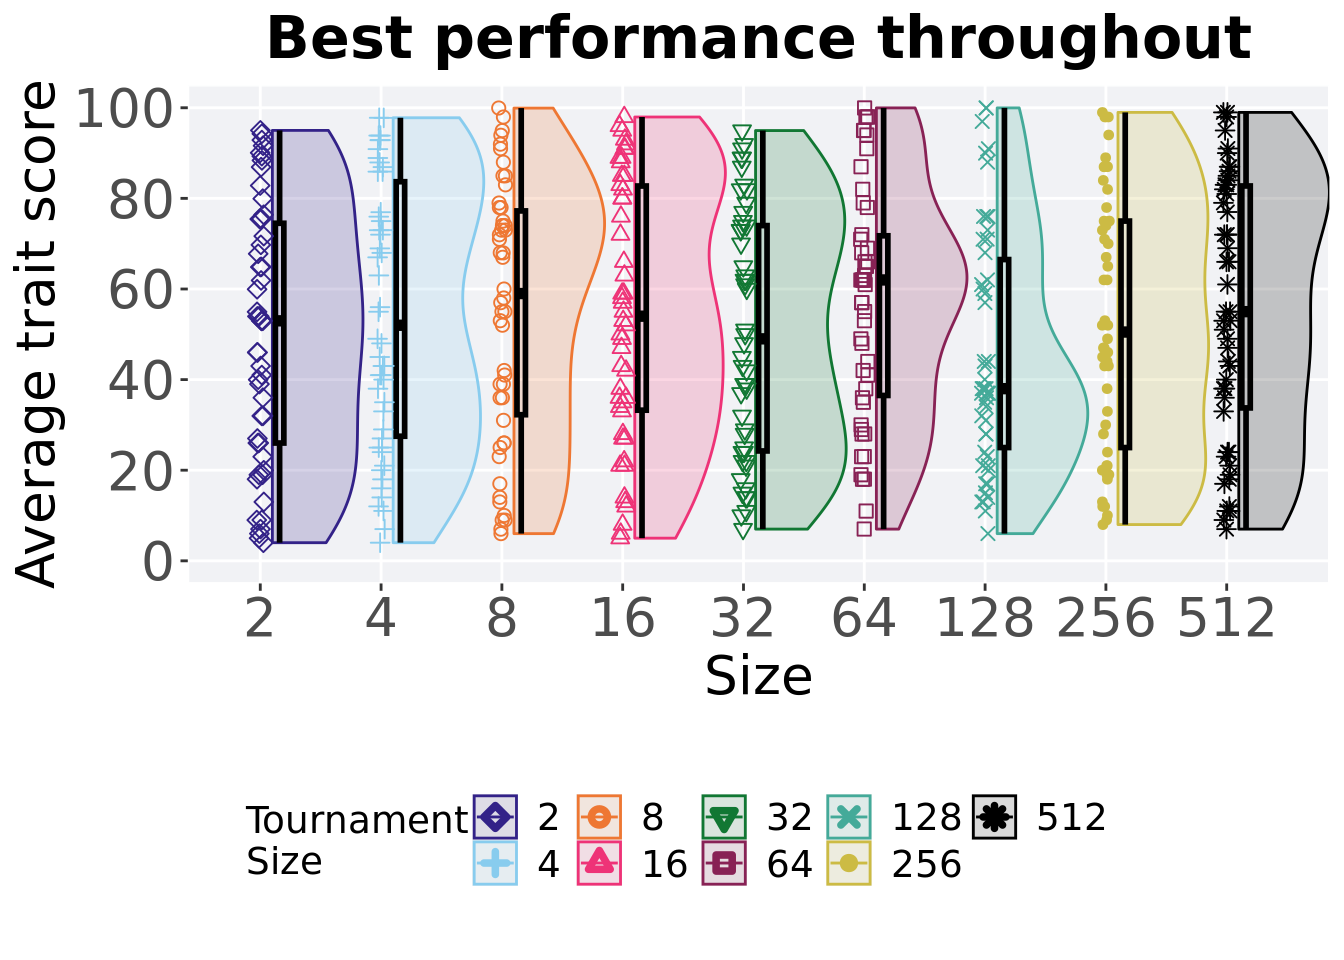 Best performance throughout
Average trait score
100
80
60
40
20
0
2 4 8 16 32 64 128 256 512
Size
Tournament
Size
2 8 32 128 512
4 16 64 256